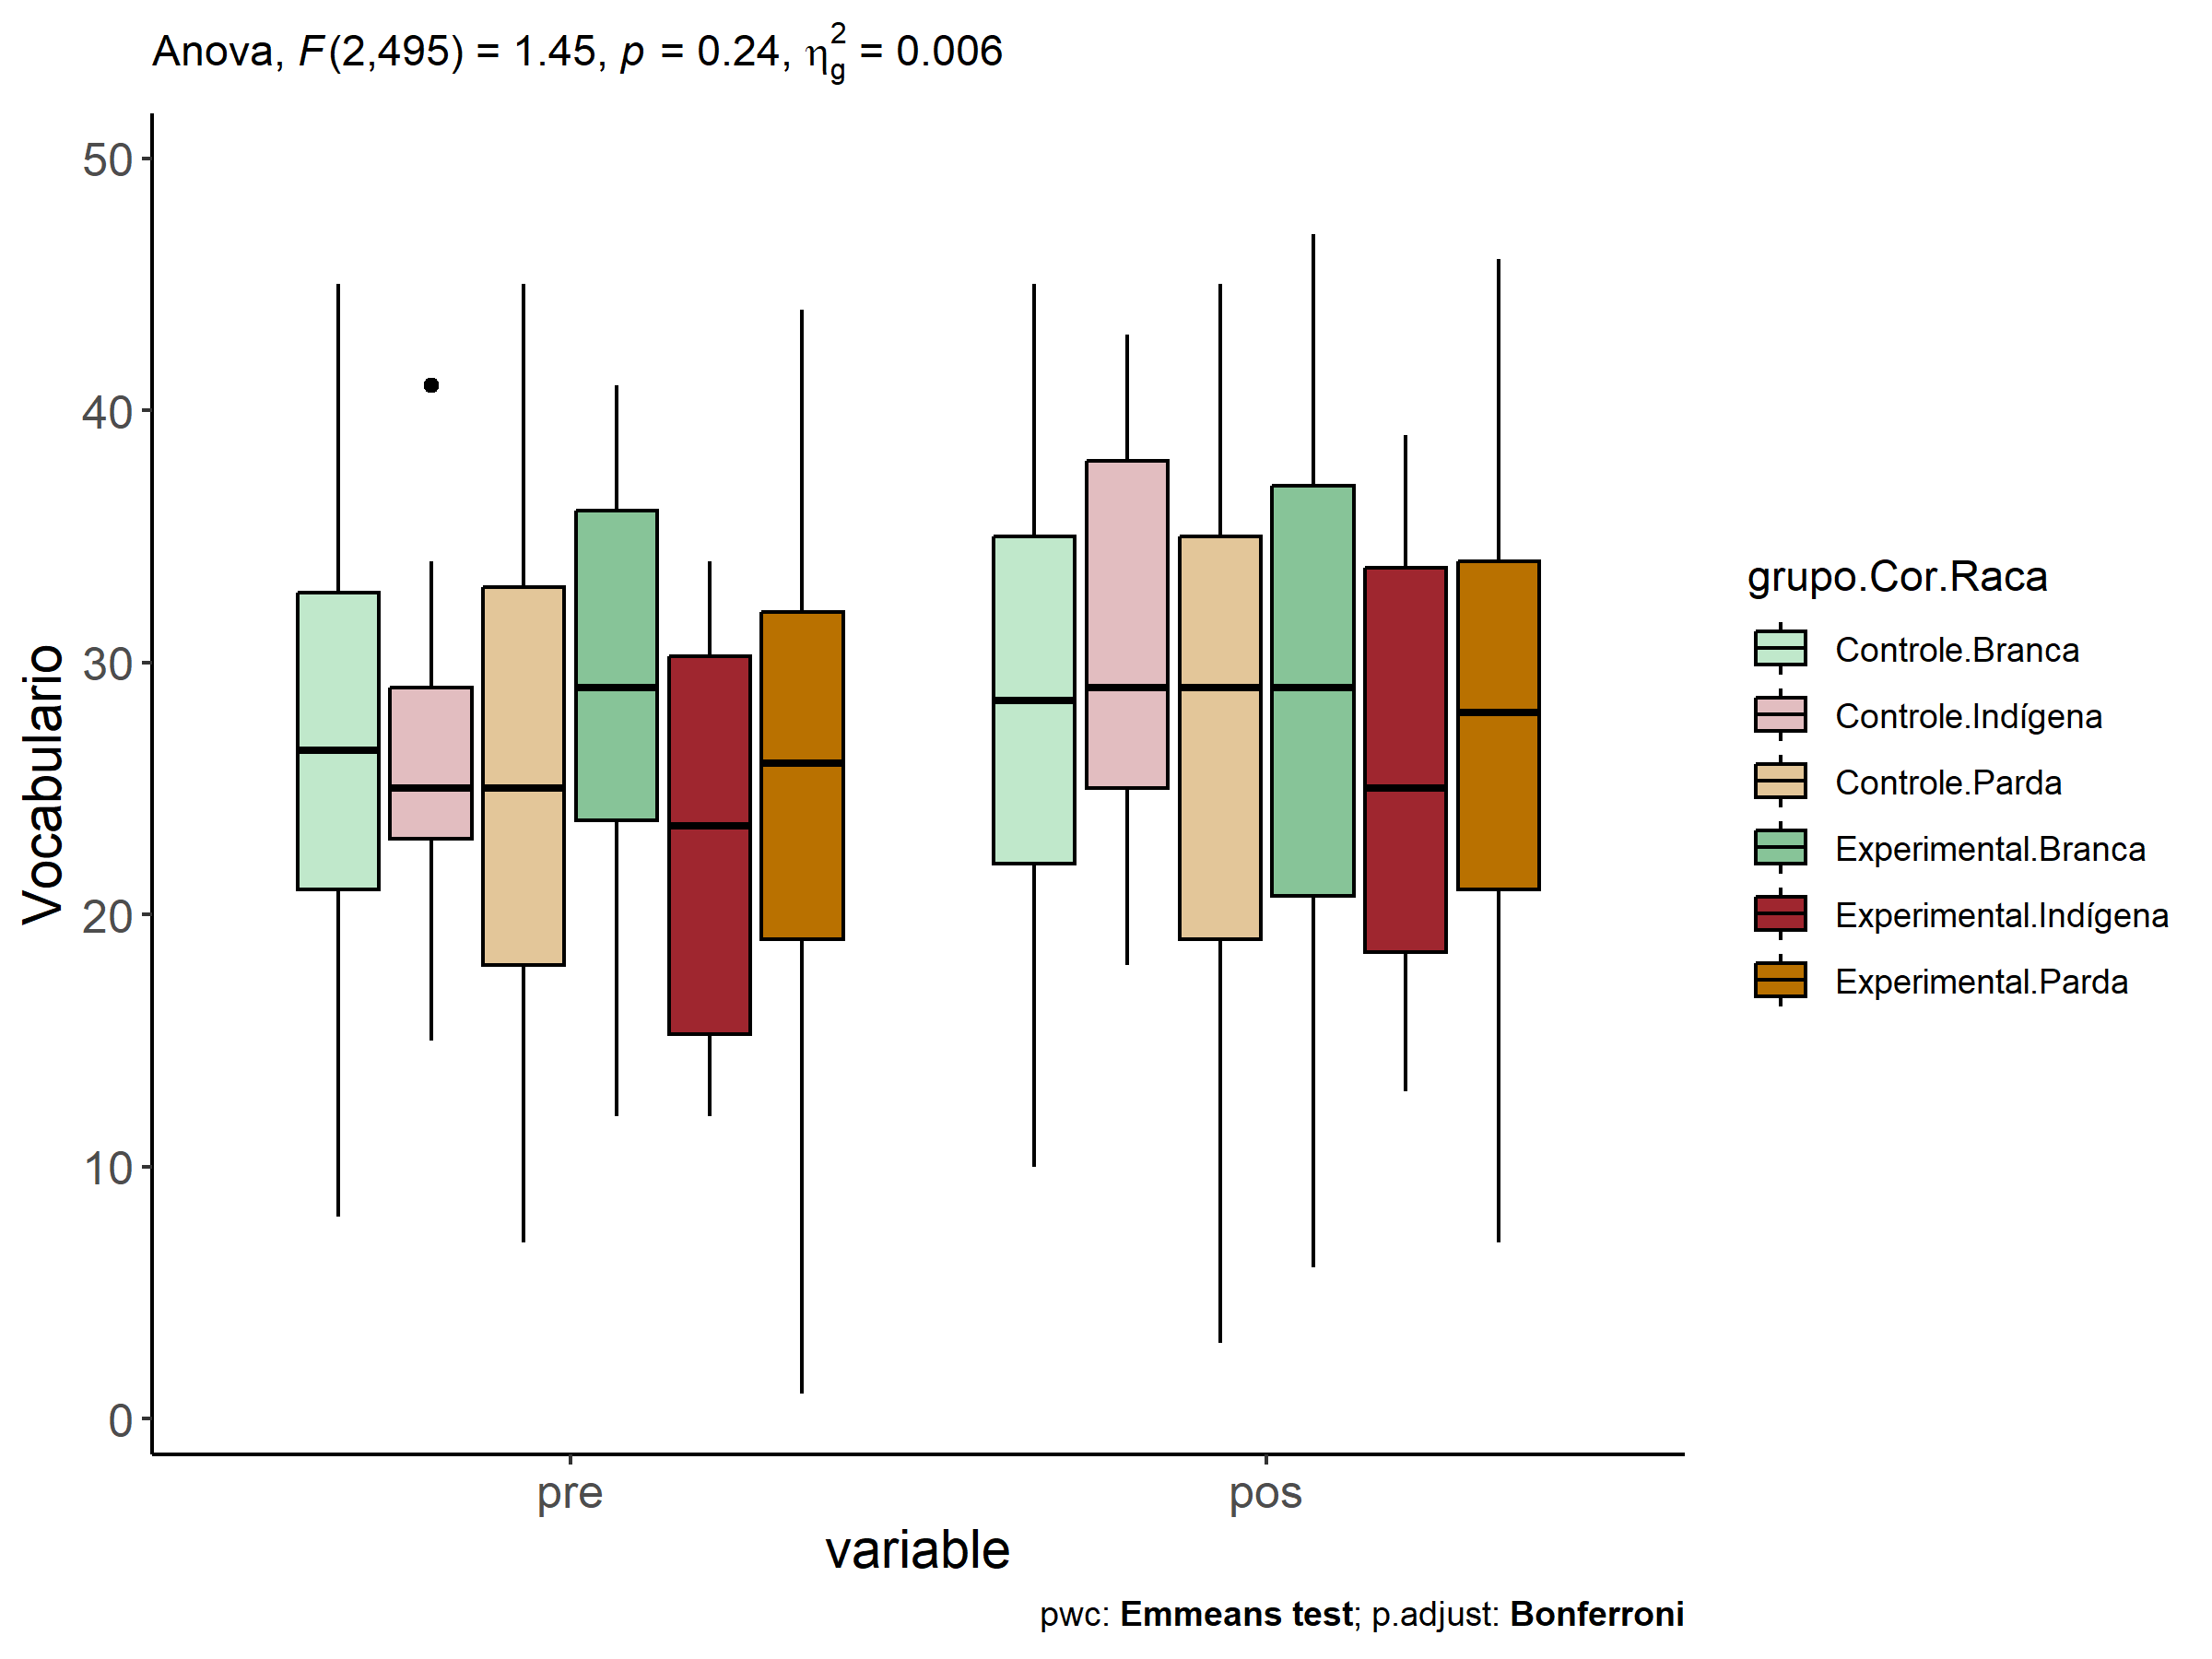 Anova, F(2,495) = 1.45, p = 0.24, η²g = 0.006
50
40
30
20
10
0
Vocabulario
pre
pos
variable
grupo.Cor.Raca
Controle.Branca
Controle.Indígena
Controle.Parda
Experimental.Branca
Experimental.Indígena
Experimental.Parda
pwc: Emmeans test; p.adjust: Bonferroni